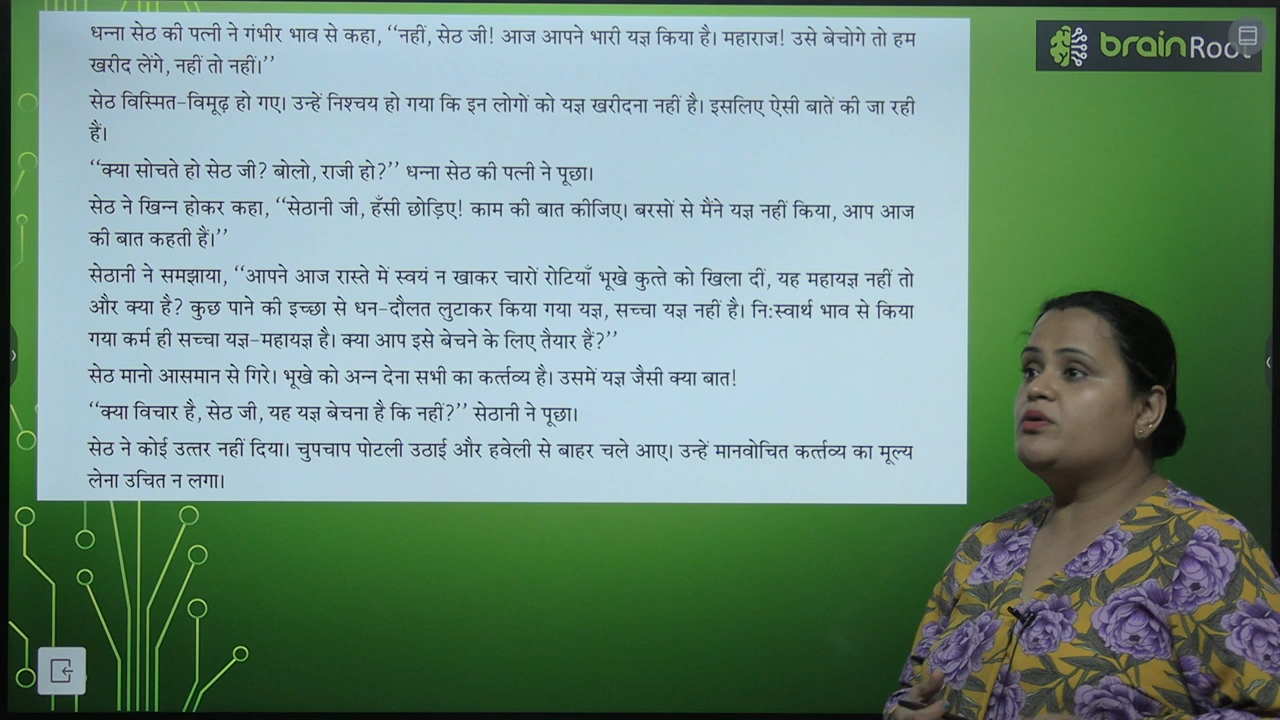 धन्ना सेठ की पत्नी ने गंभीर भाव से कहा, ‘‘नहीं, सेठ जी! आज आपने भारी यज्ञ किया है। महाराज! उसे बेचोगे तो हम
खरीद लेंगे, नहीं तो नहीं।’’
सेठ विस्मित-विमूढ़ हो गए। उन्हें निश्चय हो गया कि इन लोगों को यज्ञ खरीदना नहीं है। इसलिए ऐसी बातें की जा रही
हैं।
‘‘क्या सोचते हो सेठ जी? बोलो, राजी हो?’’ धन्ना सेठ की पत्नी ने पूछा।
सेठ ने खिन्न होकर कहा, ‘‘सेठानी जी, हँसी छोड़िए! काम की बात कीजिए। बरसों से मैंने यज्ञ नहीं किया, आप आज
की बात कहती हैं।’’
सेठानी ने समझाया, ‘‘आपने आज रास्ते में स्वयं न खाकर चारों रोटियाँ भूखे कुत्ते को खिला दीं, यह महायज्ञ नहीं तो
और क्या है? कुछ पाने की इच्छा से धन-दौलत लुटाकर किया गया यज्ञ, सच्चा यज्ञ नहीं है। नि:स्वार्थ भाव से किया
गया कर्म ही सच्चा यज्ञ-महायज्ञ है। क्या आप इसे बेचने के लिए तैयार हैं?’’
सेठ मानो आसमान से गिरे। भूखे को अन्न देना सभी का कर्त्तव्य है। उसमें यज्ञ जैसी क्या बात!
‘‘क्या विचार है, सेठ जी, यह यज्ञ बेचना है कि नहीं?’’ सेठानी ने पूछा।
सेठ ने कोई उत्तर नहीं दिया। चुपचाप पोटली उठाई और हवेली से बाहर चले आए। उन्हें मानवोचित कर्त्तव्य का मूल्य
लेना उचित न लगा।
brainRoot